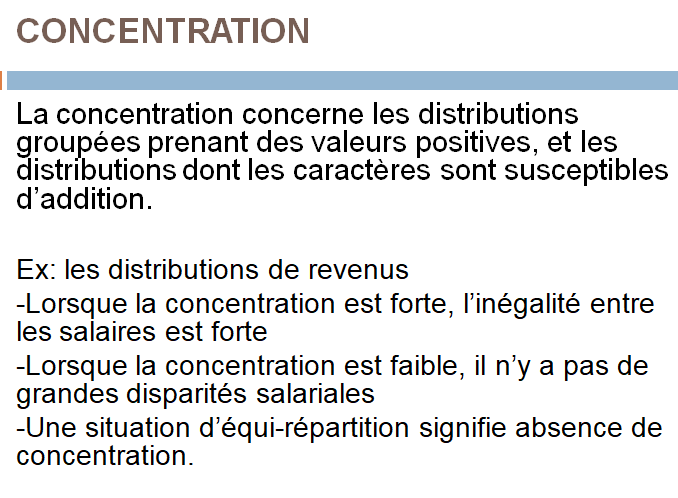 CONCENTRATION
La concentration concerne les distributions
groupées prenant des valeurs positives, et les
distributions dont les caractères sont susceptibles
d’addition.
Ex: les distributions de revenus
-Lorsque la concentration est forte, l’inégalité entre
les salaires est forte
-Lorsque la concentration est faible, il n’y a pas de
grandes disparités salariales
-Une situation d’équi-répartition signifie absence de
concentration.